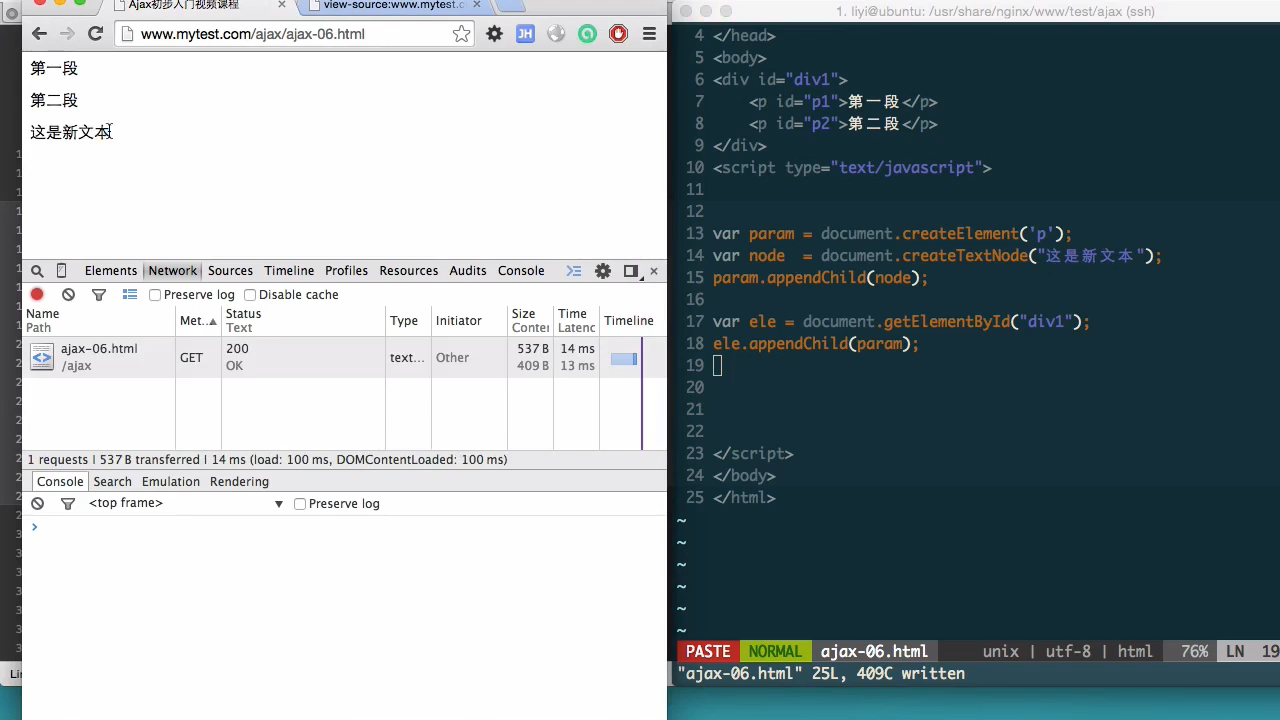 Ajax初步入门视频课程
view-source:www.mytest.c
www.mytest.com/ajax/ajax-06.html
JH
第一段
第二段
这是新文本
Elements Network Sources Timeline Profiles Resources Audits Console
Preserve log Disable cache
Name Met... Status Type Initiator Size Time Timeline
Path Text Conter Latenc
ajax-06.html GET 200 text... Other 537 B 14 ms
/ajax OK 409 B 13 ms
1 requests | 537 B transferred | 14 ms (load: 100 ms, DOMContentLoaded: 100 ms)
Console Search Emulation Rendering
<top frame> Preserve log
1. liyi@ubuntu: /usr/share/nginx/www/test/ajax (ssh)
4 </head>
5 <body>
6 <div id="div1">
7 <p id="p1">第一段</p>
8 <p id="p2">第二段</p>
9 </div>
10 <script type="text/javascript">
11
12
13 var param = document.createElement('p');
14 var node = document.createTextNode("这是新文本");
15 param.appendChild(node);
16
17 var ele = document.getElementById("div1");
18 ele.appendChild(param);
19
20
21
22
23 </script>
24 </body>
25 </html>
~
~
~
~
~
~
PASTE NORMAL ajax-06.html unix | utf-8 | html 76% LN 19
"ajax-06.html" 25L, 409C written